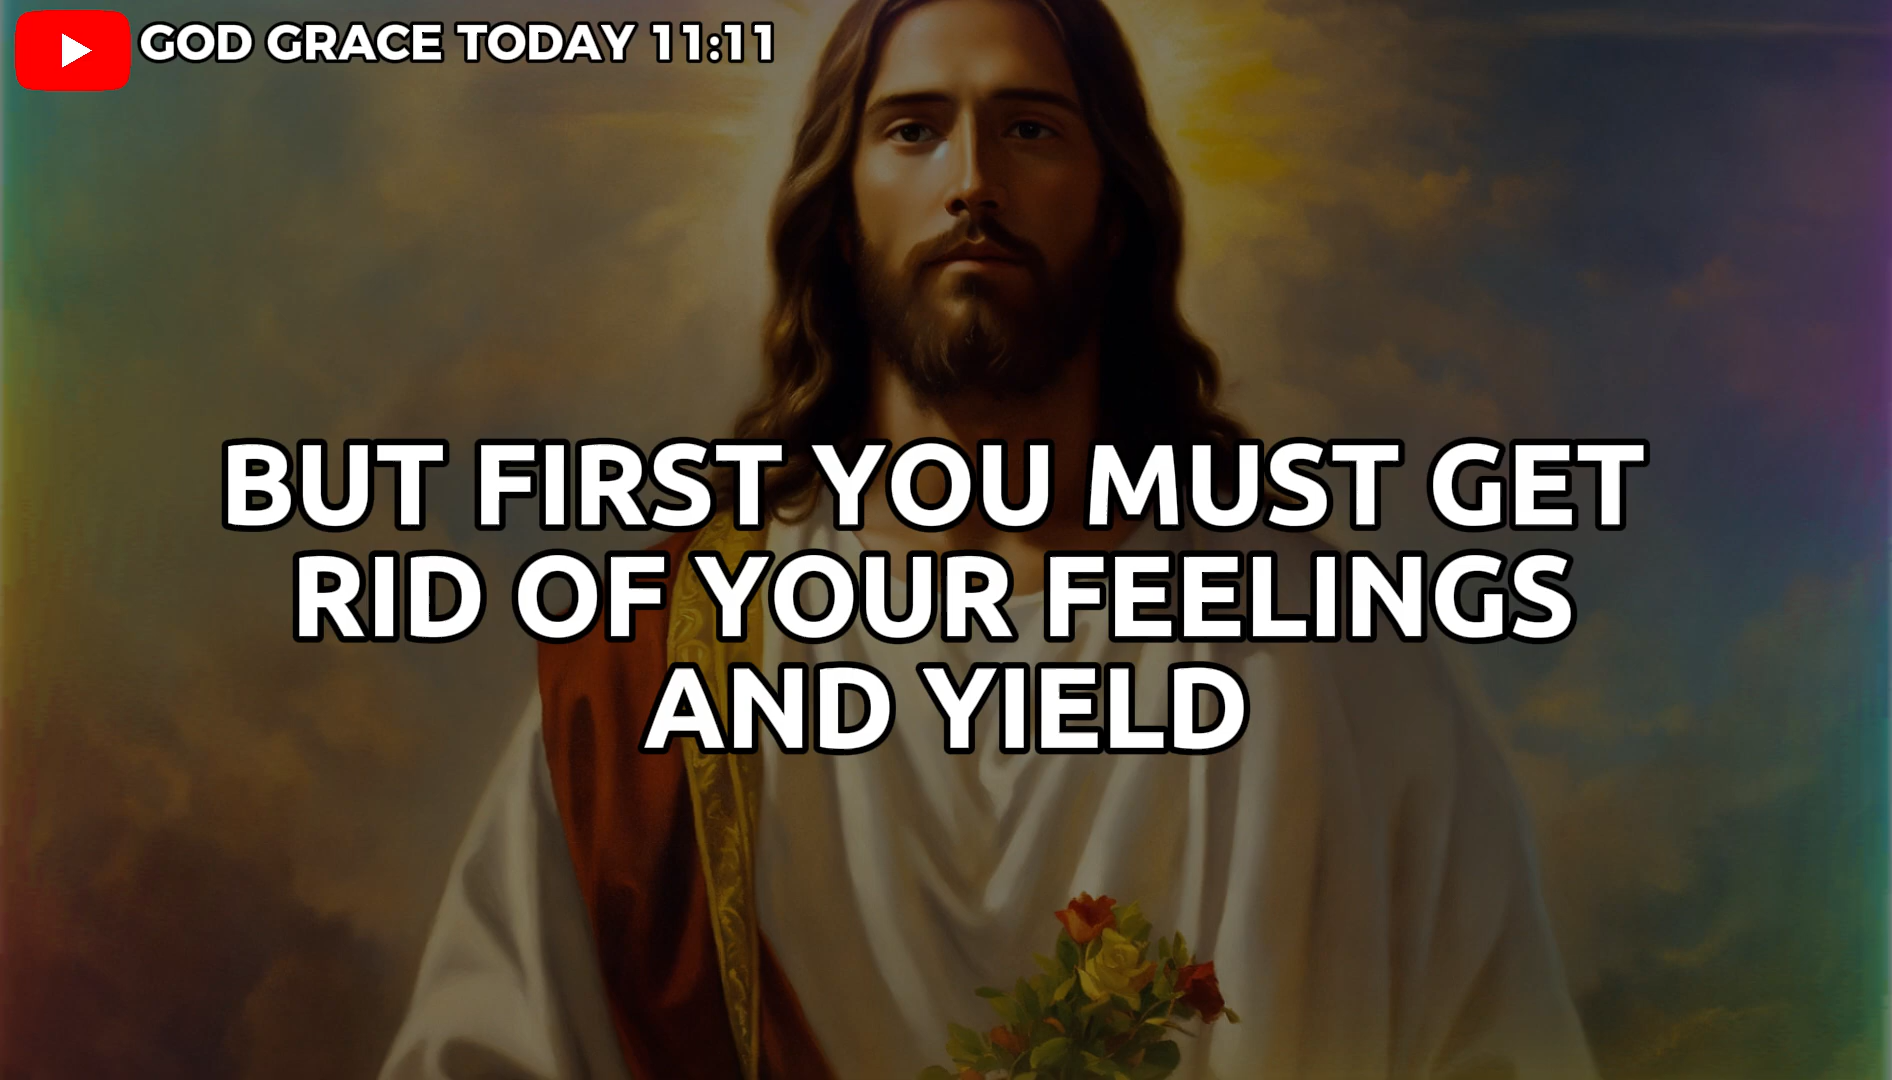 GOD GRACE TODAY 11:11
BUT FIRST YOU MUST GET
RID OF YOUR FEELINGS
AND YIELD